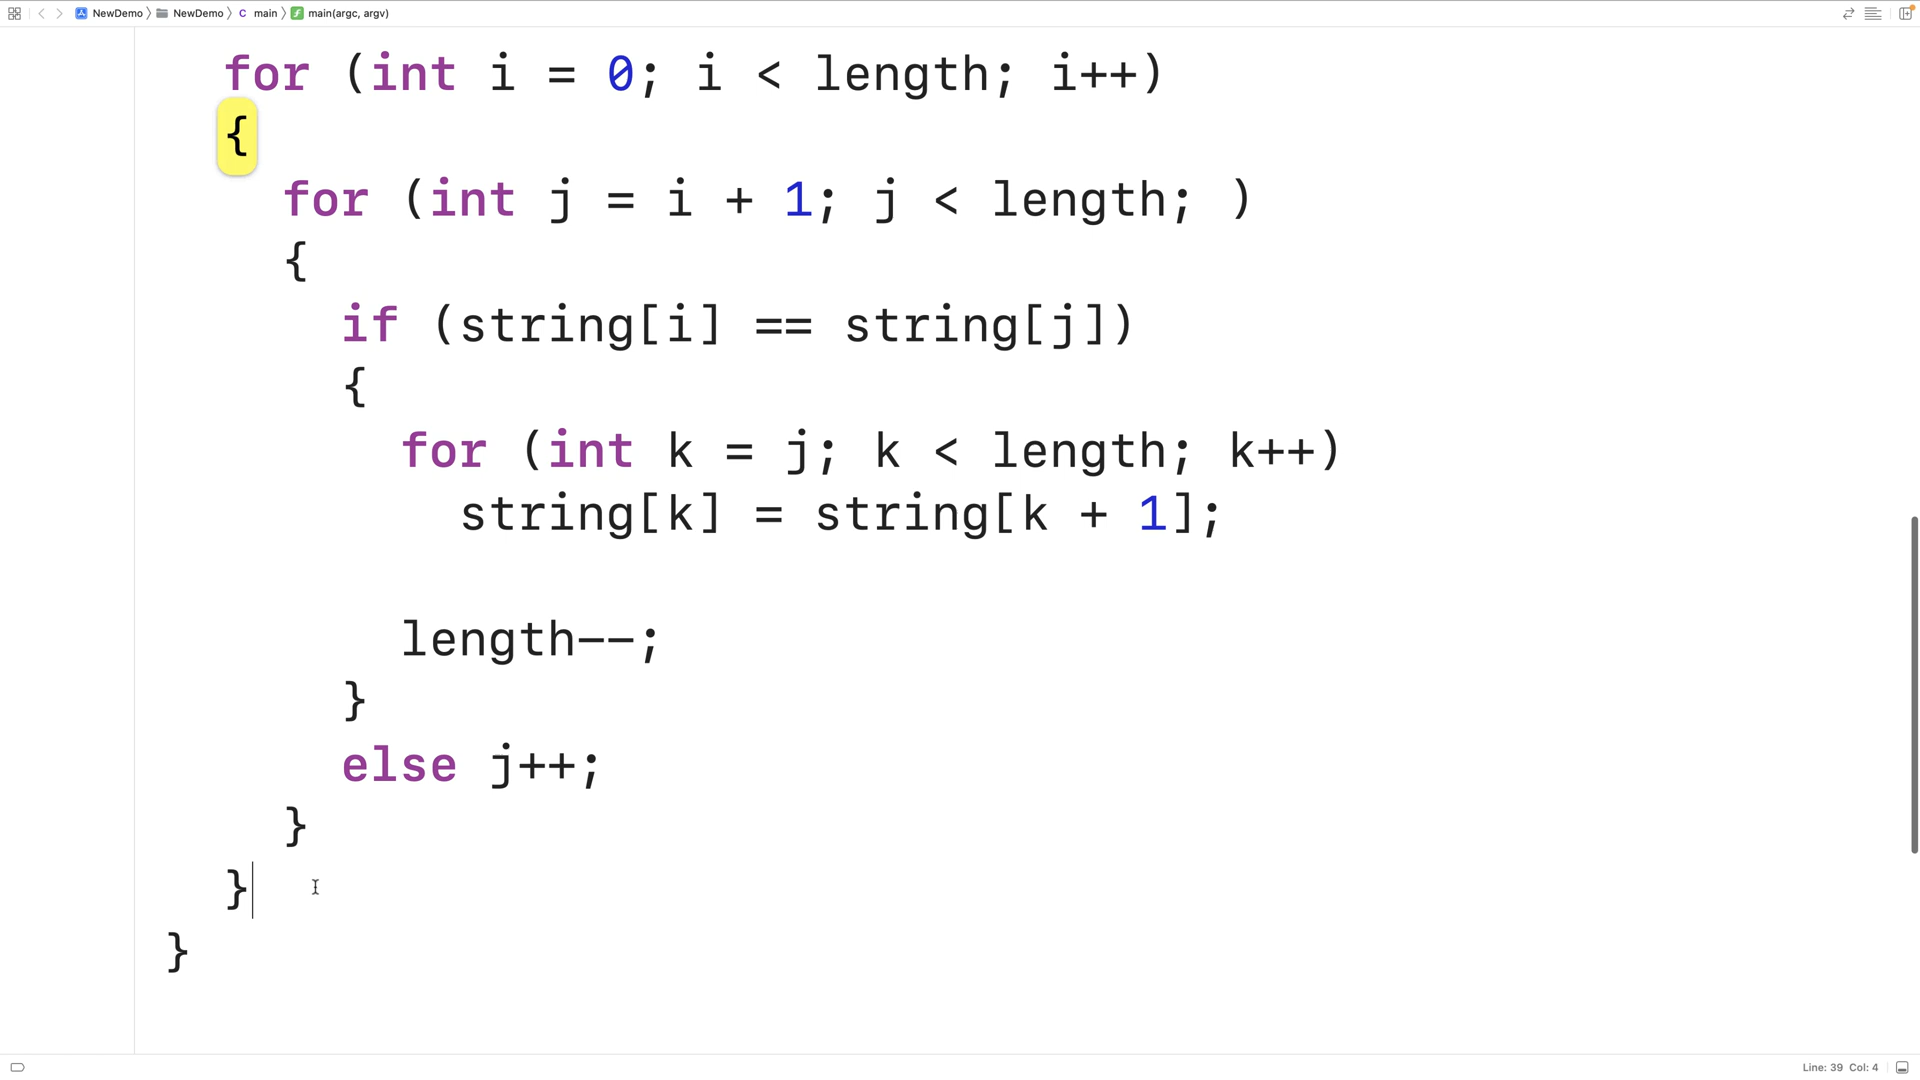 NewDemo 〉 NewDemo 〉 C main 〉 f main(argc, argv)
for (int i = 0; i < length; i++)
{
for (int j = i + 1; j < length; )
{
if (string[i] == string[j])
{
for (int k = j; k < length; k++)
string[k] = string[k + 1];
length--;
}
else j++;
}
}
}
Line: 39 Col: 4